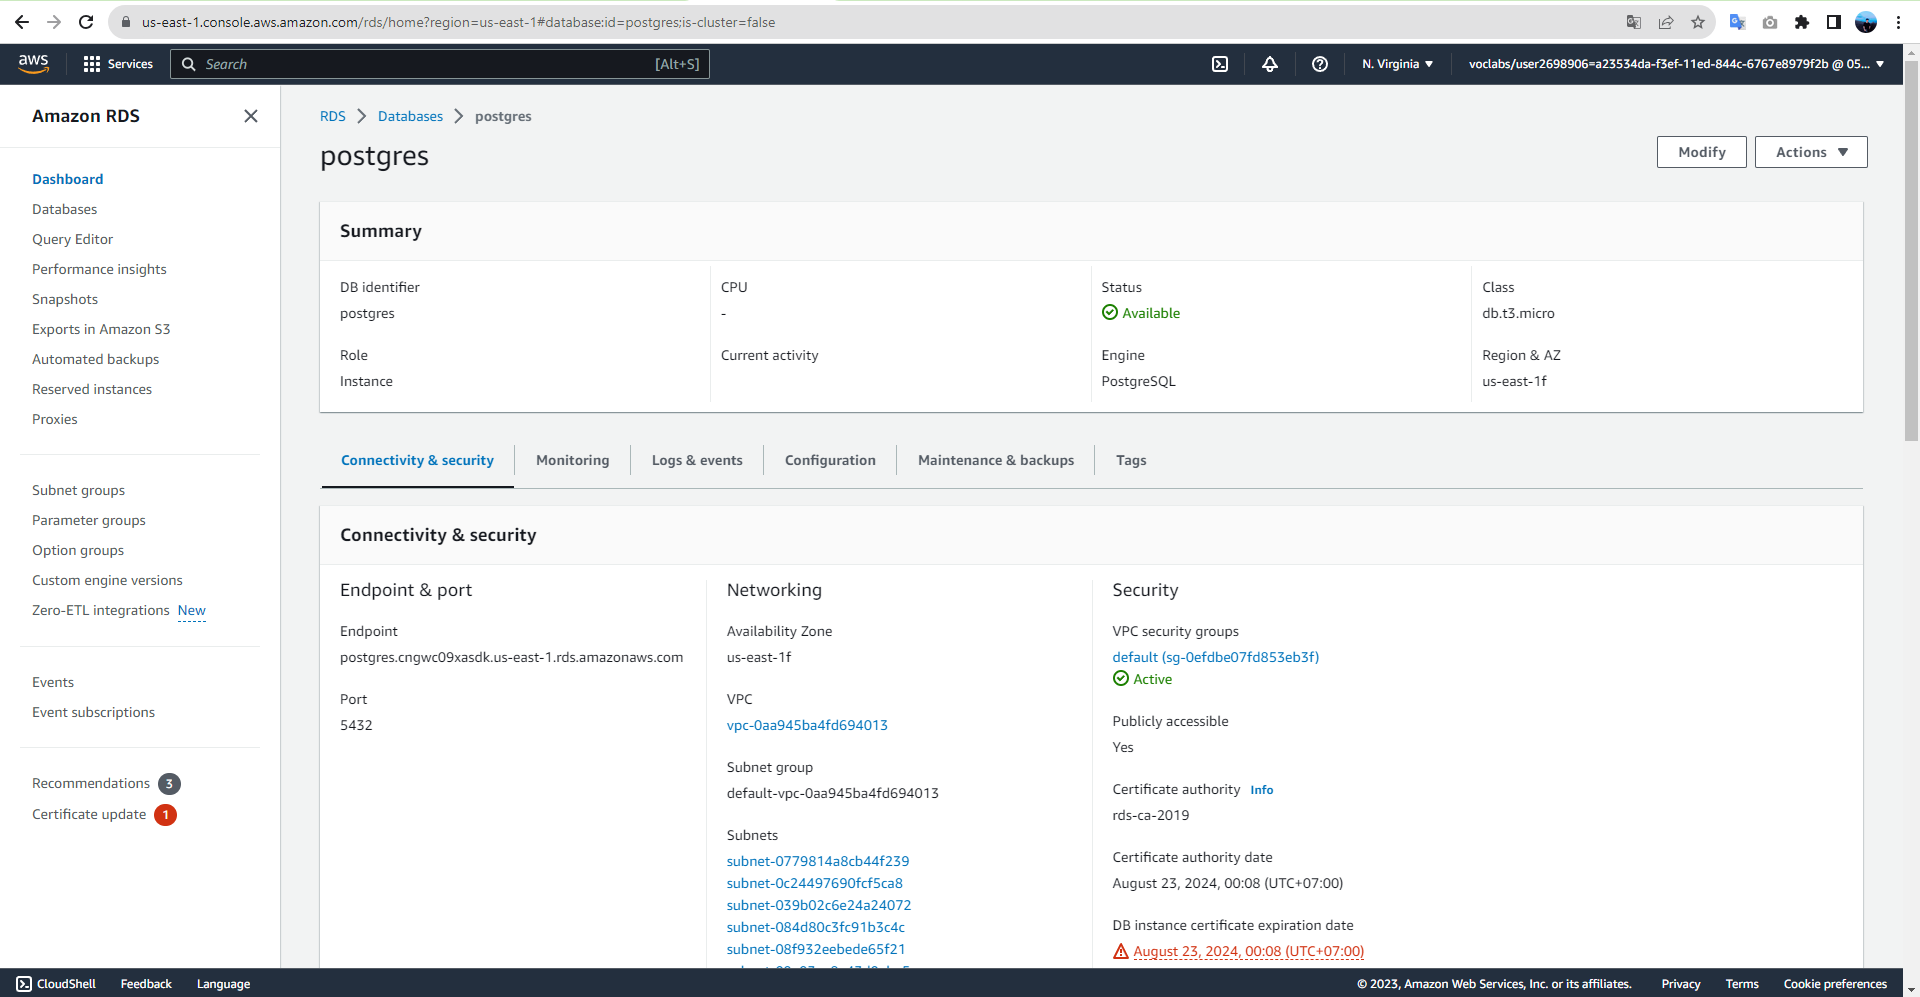 us-east-1.console.aws.amazon.com/rds/home?region=us-east-1#database:id=postgres;is-cluster=false
aws
Services
Search
[Alt+S]
N. Virginia
voclabs/user2698906=a23534da-f3ef-11ed-844c-6767e8979f2b @ 05...
Amazon RDS
Dashboard
Databases
Query Editor
Performance insights
Snapshots
Exports in Amazon S3
Automated backups
Reserved instances
Proxies
Subnet groups
Parameter groups
Option groups
Custom engine versions
Zero-ETL integrations New
Events
Event subscriptions
Recommendations 3
Certificate update 1
RDS > Databases > postgres
postgres
Modify
Actions
Summary
DB identifier
postgres
CPU
-
Status
Available
Class
db.t3.micro
Role
Instance
Current activity
Engine
PostgreSQL
Region & AZ
us-east-1f
Connectivity & security
Monitoring
Logs & events
Configuration
Maintenance & backups
Tags
Connectivity & security
Endpoint & port
Endpoint
postgres.cngwc09xasdk.us-east-1.rds.amazonaws.com
Port
5432
Networking
Availability Zone
us-east-1f
VPC
vpc-0aa945ba4fd694013
Subnet group
default-vpc-0aa945ba4fd694013
Subnets
subnet-0779814a8cb44f239
subnet-0c24497690fcf5ca8
subnet-039b02c6e24a24072
subnet-084d80c3fc91b3c4c
subnet-08f932eebede65f21
Security
VPC security groups
default (sg-0efdbe07fd853eb3f)
Active
Publicly accessible
Yes
Certificate authority Info
rds-ca-2019
Certificate authority date
August 23, 2024, 00:08 (UTC+07:00)
DB instance certificate expiration date
August 23, 2024, 00:08 (UTC+07:00)
CloudShell
Feedback
Language
© 2023, Amazon Web Services, Inc. or its affiliates.
Privacy
Terms
Cookie preferences